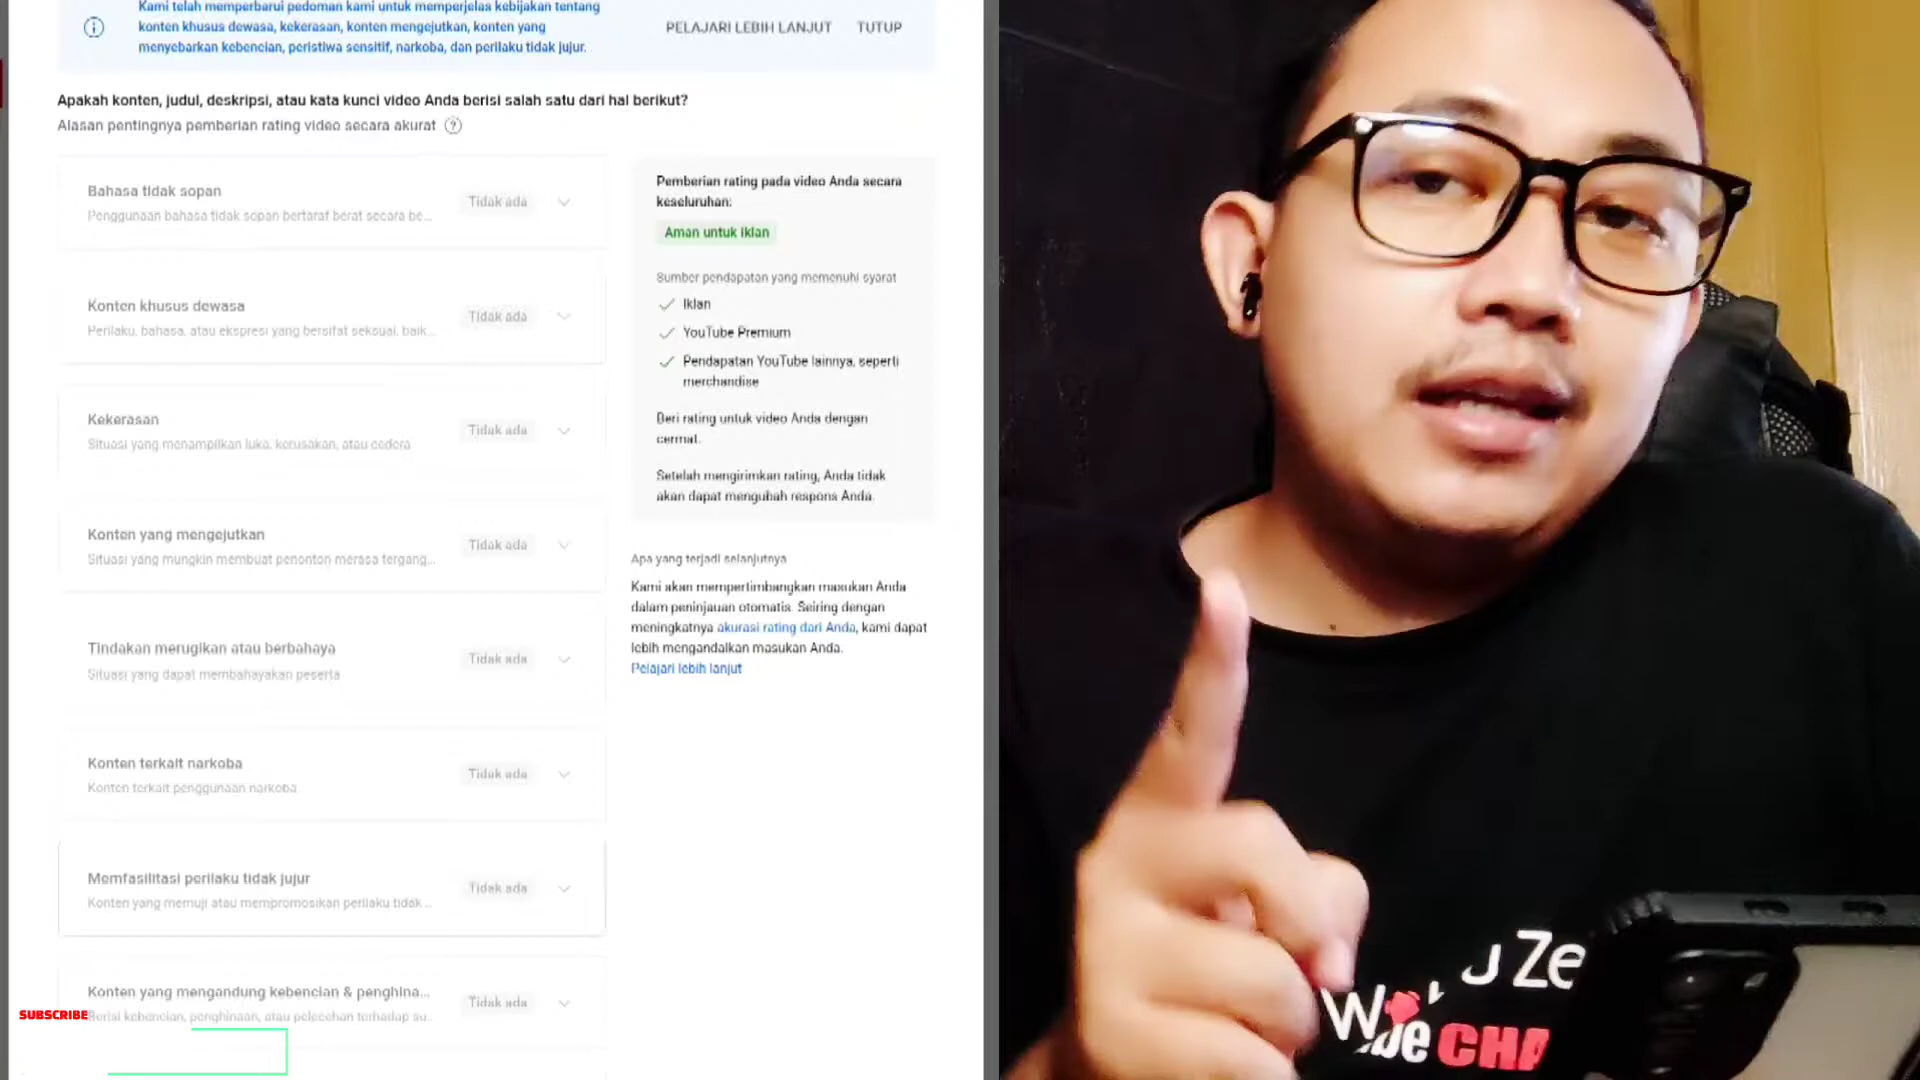 Kami telah memperbarui pedoman kami untuk memperjelas kebijakan tentang
konten khusus dewasa, kekerasan, konten mengejutkan, konten yang
menyebarkan kebencian, peristiwa sensitif, narkoba, dan perilaku tidak jujur.
PELAJARI LEBIH LANJUT
TUTUP
Apakah konten, judul, deskripsi, atau kata kunci video Anda berisi salah satu dari hal berikut?
Alasan pentingnya pemberian rating video secara akurat
Bahasa tidak sopan
Penggunaan bahasa tidak sopan bertaraf berat secara be...
Tidak ada
Konten khusus dewasa
Perilaku, bahasa, atau ekspresi yang bersifat seksual, baik...
Tidak ada
Kekerasan
Situasi yang menampilkan luka, kerusakan, atau cedera
Tidak ada
Konten yang mengejutkan
Situasi yang mungkin membuat penonton merasa tergang...
Tidak ada
Tindakan merugikan atau berbahaya
Situasi yang dapat membahayakan peserta
Tidak ada
Konten terkait narkoba
Konten terkait penggunaan narkoba
Tidak ada
Memfasilitasi perilaku tidak jujur
Konten yang memuji atau mempromosikan perilaku tidak ..
Tidak ada
Konten yang mengandung kebencian & penghina...
Berisi kebencian, penghinaan, atau pelecehan terhadap su..
Tidak ada
SUBSCRIBE
Pemberian rating pada video Anda secara
keseluruhan:
Aman untuk iklan
Sumber pendapatan yang memenuhi syarat
Iklan
YouTube Premium
Pendapatan YouTube lainnya, seperti
merchandise
Beri rating untuk video Anda dengan
cermat.
Setelah mengirimkan rating, Anda tidak
akan dapat mengubah respons Anda.
Apa yang terjadi selanjutnya
Kami akan mempertimbangkan masukan Anda
dalam peninjauan otomatis. Seiring dengan
meningkatnya akurasi rating dari Anda, kami dapat
lebih mengandalkan masukan Anda.
Pelajari lebih lanjut
Ze
CHA